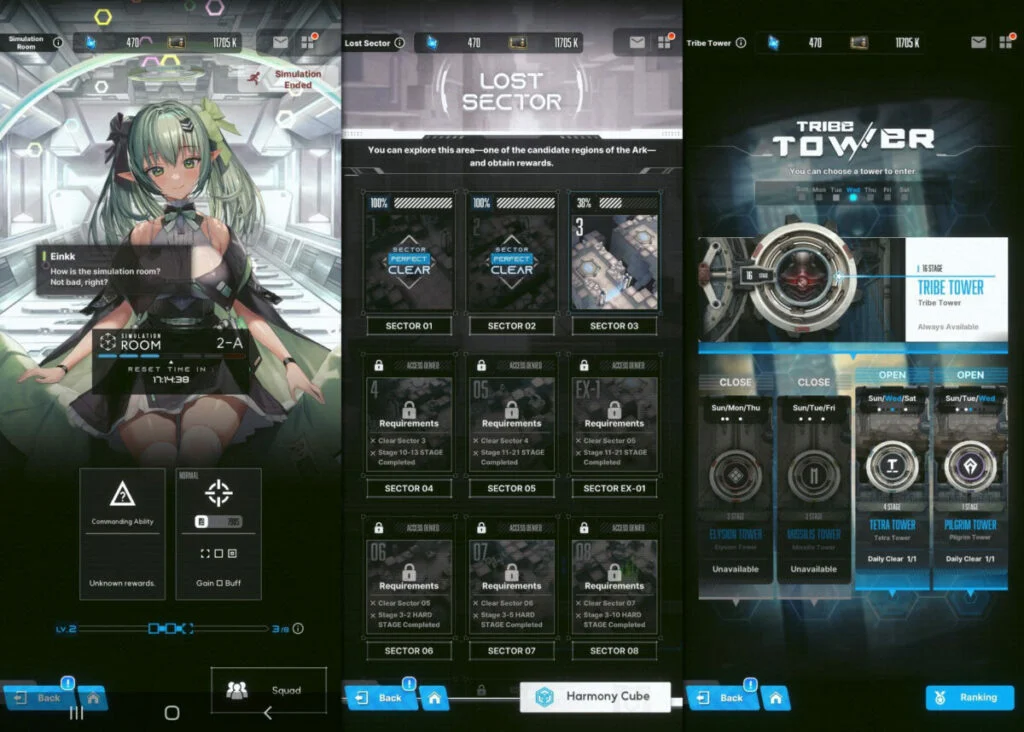 Simulation
Room
470
11705 K
Simulation
Ended
Einkk
How is the simulation room?
Not bad, right?
SIMULATION
ROOM
2-A
RESET TIME IN :
17:14:38
Commanding Ability
Unknown rewards.
NORMAL
Gain □ Buff
LV.2
3/8
Back
Squad
Lost Sector
470
11705 K
LOST
SECTOR
You can explore this area—one of the candidate regions of the Ark—
and obtain rewards.
100%
1
SECTOR
PERFECT
CLEAR
SECTOR 01
100%
2
SECTOR
PERFECT
CLEAR
SECTOR 02
3
SECTOR 03
ACCESS DENIED
4
Requirements
× Clear Sector 3
× Stage 10-13 STAGE
Completed
SECTOR 04
ACCESS DENIED
05
Requirements
× Clear Sector 4
× Stage 11-21 STAGE
Completed
SECTOR 05
ACCESS DENIED
EX-1
Requirements
× Clear Sector 05
× Stage 11-21 STAGE
Completed
SECTOR EX-01
ACCESS DENIED
06
Requirements
× Clear Sector 05
× Stage 3-2 HARD
STAGE Completed
SECTOR 06
ACCESS DENIED
07
Requirements
× Clear Sector 06
× Stage 3-5 HARD
STAGE Completed
SECTOR 07
ACCESS DENIED
08
Requirements
× Clear Sector 07
× Stage 3-10 HARD
STAGE Completed
SECTOR 08
Back
Harmony Cube
Tribe Tower
470
11705 K
TRIBE
TOWER
You can choose a tower to enter
Sun Mon Tue Wed Thu Fri Sat
16 STAGE
16 STAGE
TRIBE TOWER
Tribe Tower
Always Available
CLOSE
Sun/Mon/Thu
ELYSION TOWER
Elysion Tower
Unavailable
CLOSE
Sun/Tue/Fri
MISSILIS TOWER
Missilis Tower
Unavailable
OPEN
Sun/Wed/Sat
4 STAGE
TETRA TOWER
Tetra Tower
Daily Clear 1/1
OPEN
Sun/Tue/Wed
1 STAGE
PILGRIM TOWER
Pilgrim Tower
Daily Clear 1/1
Back
Ranking